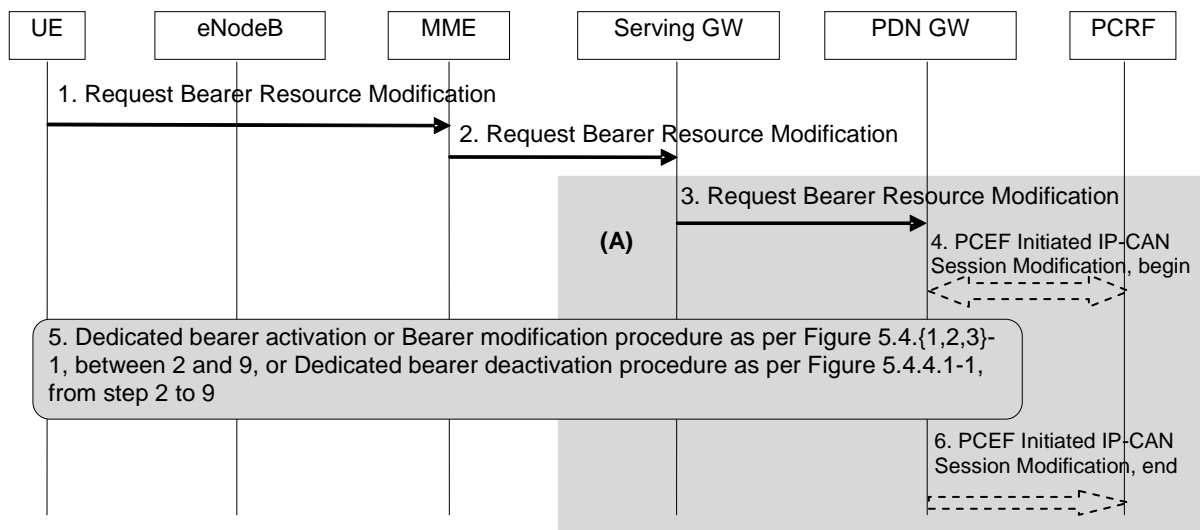 UE
eNodeB
MME
Serving GW
PDN GW
PCRF
1. Request Bearer Resource Modification
2. Request Bearer Resource Modification
3. Request Bearer Resource Modification
(A)
4. PCEF Initiated IP-CAN
Session Modification, begin
5. Dedicated bearer activation or Bearer modification procedure as per Figure 5.4.{1,2,3}-
1, between 2 and 9, or Dedicated bearer deactivation procedure as per Figure 5.4.4.1-1,
from step 2 to 9
6. PCEF Initiated IP-CAN
Session Modification, end